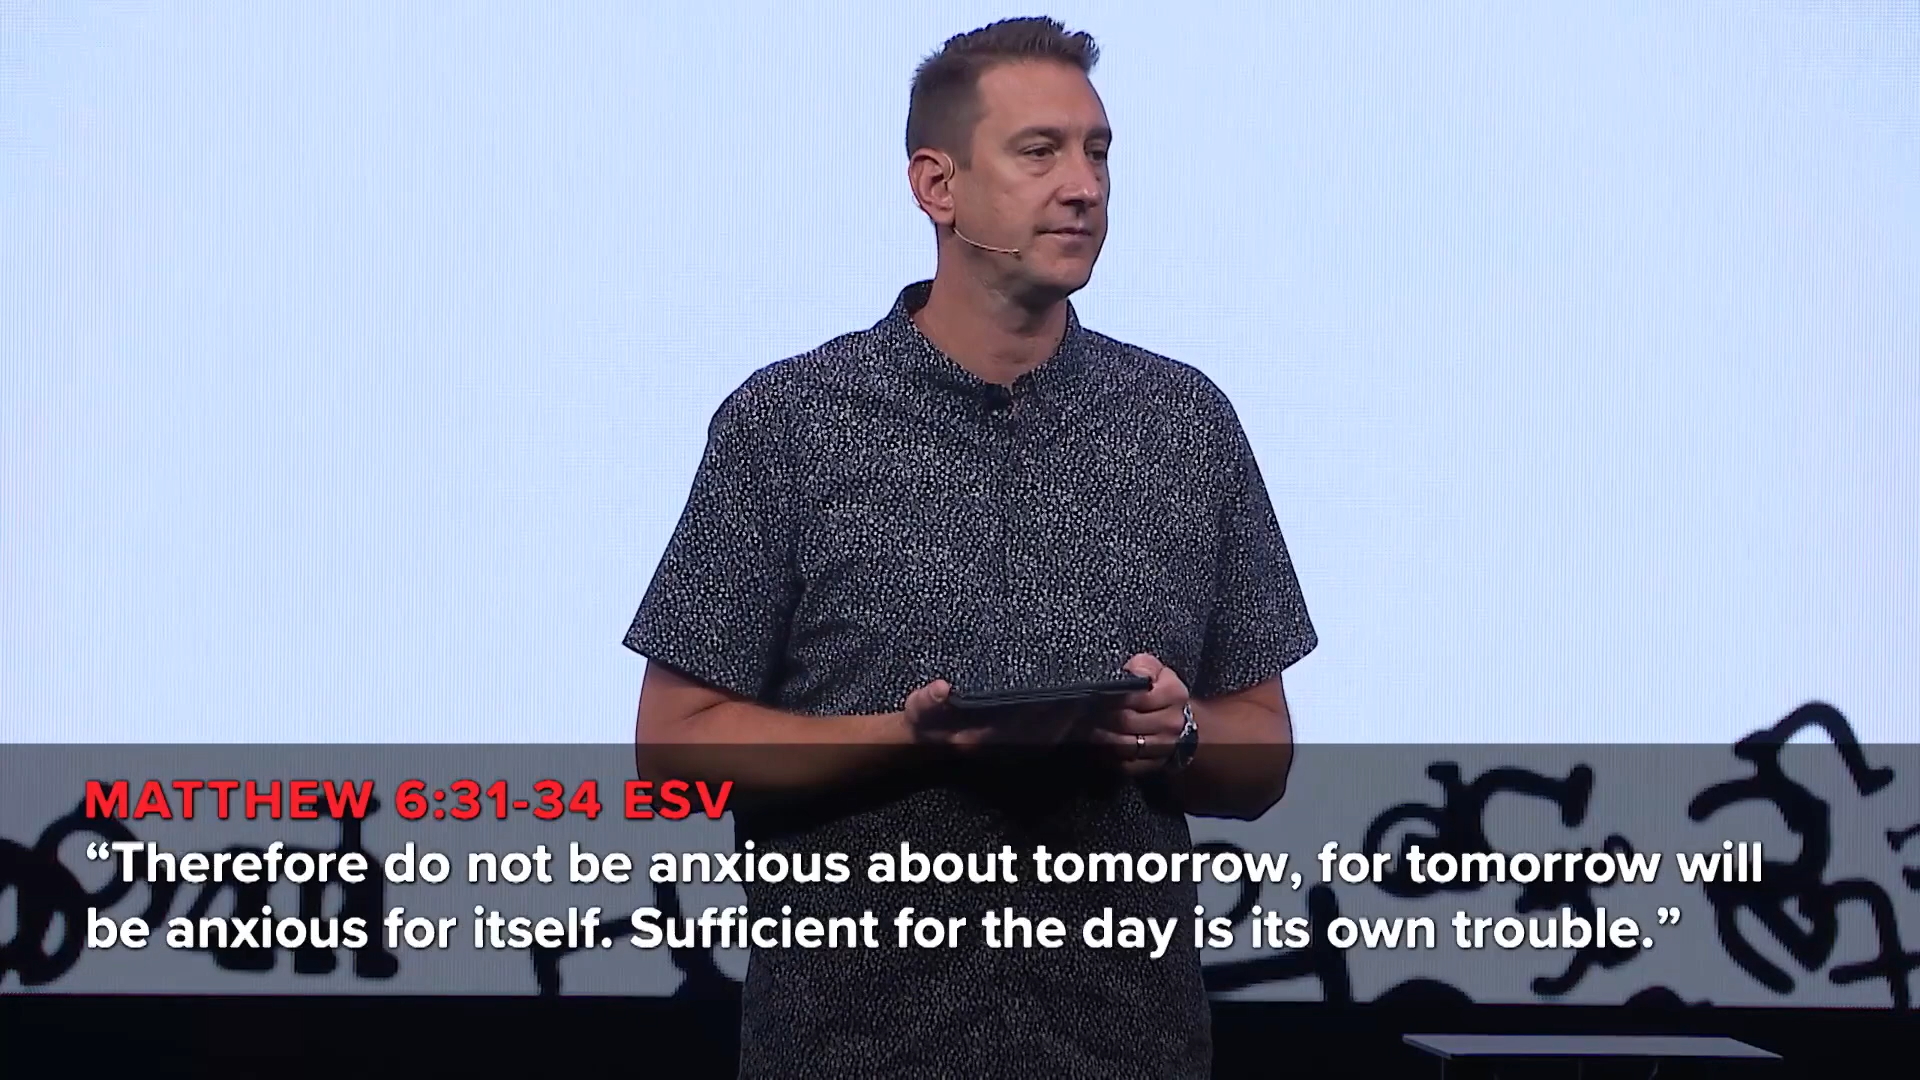 MATTHEW 6:31-34 ESV
“Therefore do not be anxious about tomorrow, for tomorrow will
be anxious for itself. Sufficient for the day is its own trouble.”